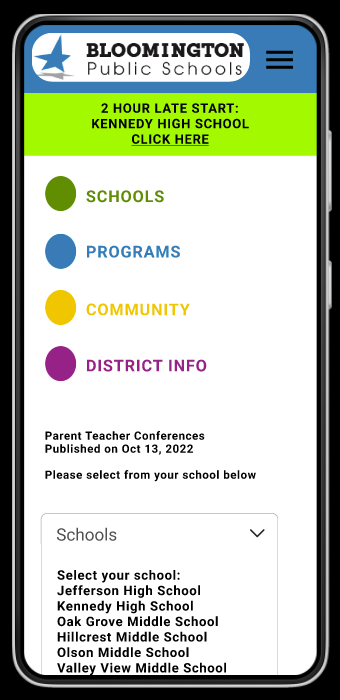 BLOOMINGTON
Public Schools
2 HOUR LATE START:
KENNEDY HIGH SCHOOL
CLICK HERE
SCHOOLS
PROGRAMS
COMMUNITY
DISTRICT INFO
Parent Teacher Conferences
Published on Oct 13, 2022
Please select from your school below
Schools
Select your school:
Jefferson High School
Kennedy High School
Oak Grove Middle School
Hillcrest Middle School
Olson Middle School
Valley View Middle School